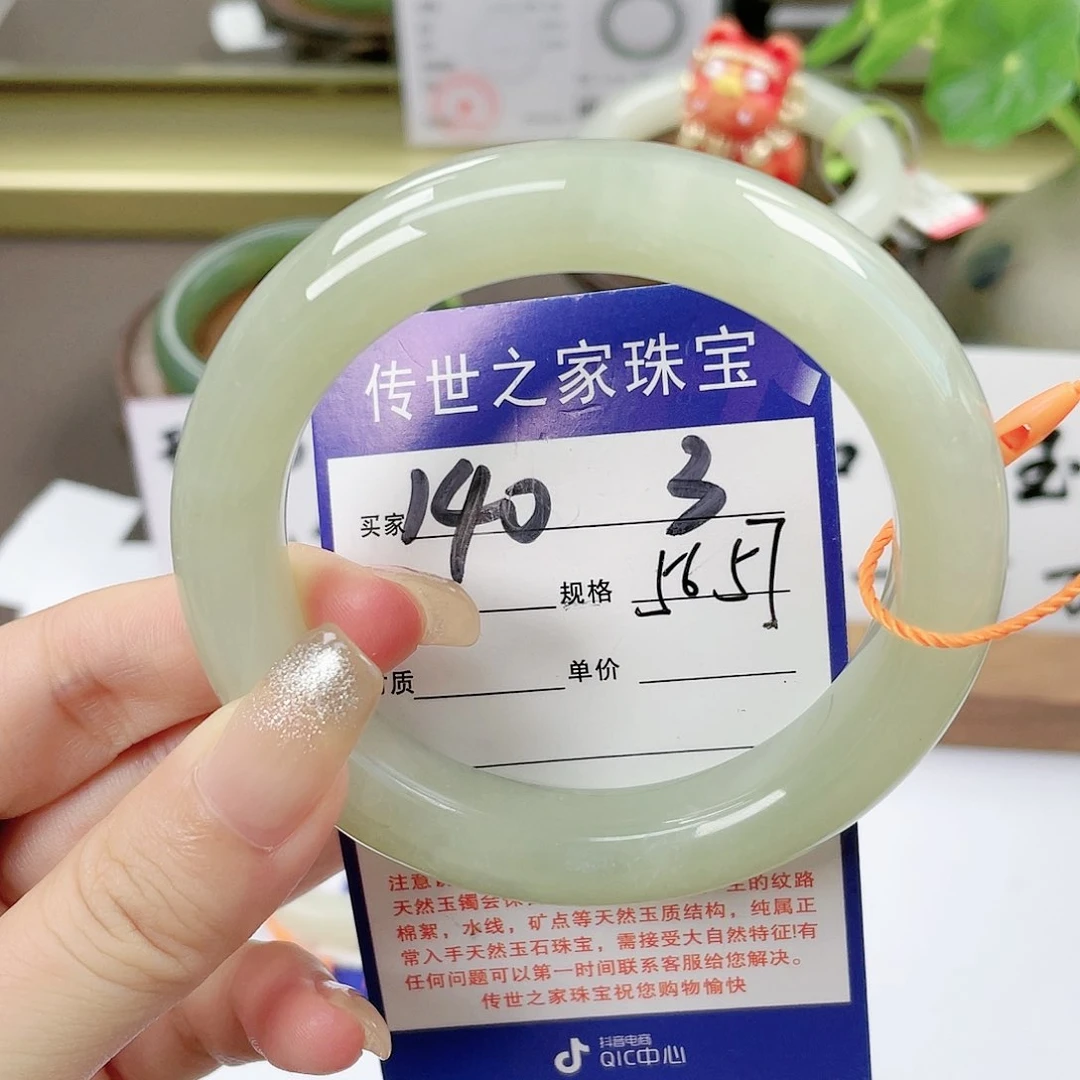 传世之家珠宝
买家 140 3
规格 56.57
质 单价
注意
生的纹路
天然玉镯会
棉絮，水线，矿点等天然玉质结构，纯属正
常入手天然玉石珠宝，需接受大自然特征!有
任何问题可以第一时间联系客服给您解决。
传世之家珠宝祝您购物愉快
抖音电商
QIC中心
玉